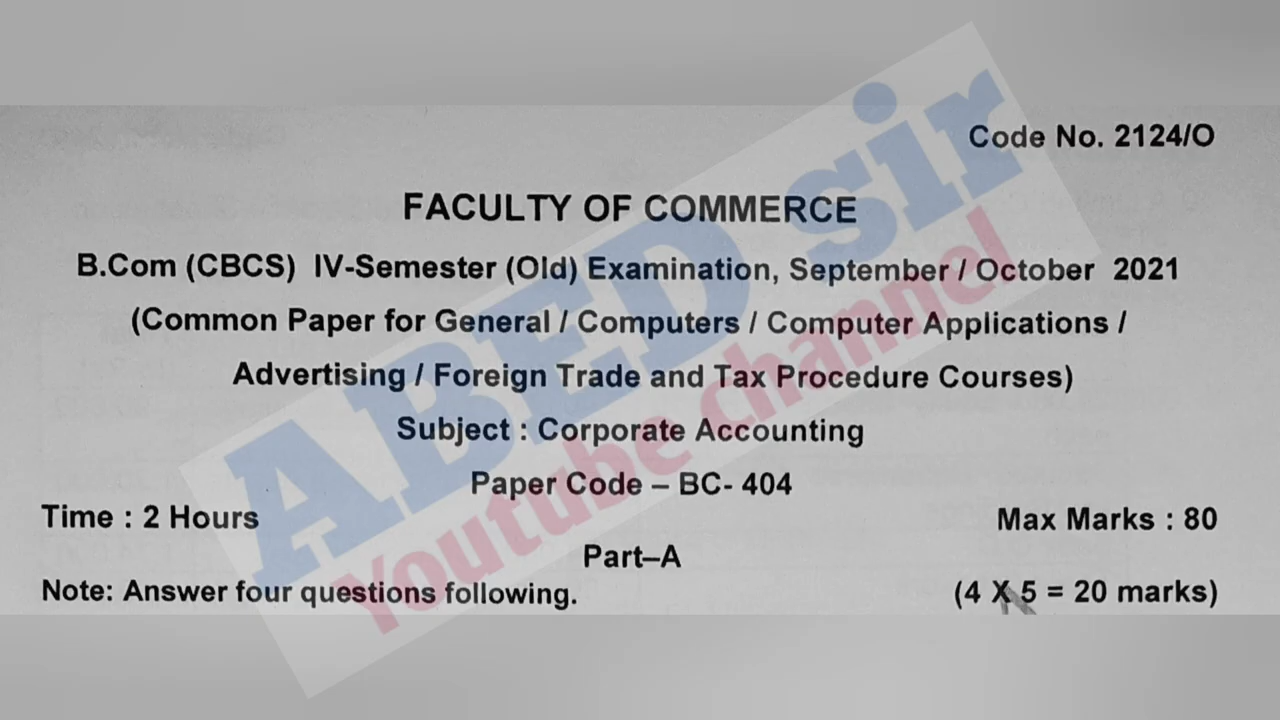 Code No. 2124/O
FACULTY OF COMMERCE
B.Com (CBCS) IV-Semester (Old) Examination, September / October 2021
(Common Paper for General / Computers / Computer Applications /
Advertising / Foreign Trade and Tax Procedure Courses)
Subject : Corporate Accounting
Paper Code – BC- 404
Time : 2 Hours
Max Marks : 80
Part–A
Note: Answer four questions following.
(4 X 5 = 20 marks)
ABED sir
Youtube channel